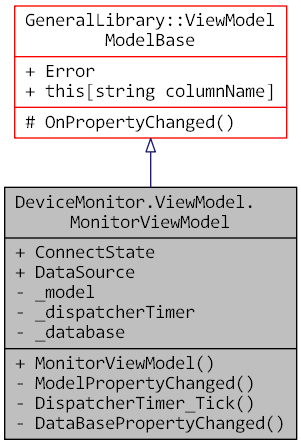 GeneralLibrary::ViewModel
ModelBase
+ Error
+ this[string columnName]
# OnPropertyChanged()
DeviceMonitor.ViewModel.
MonitorViewModel
+ ConnectState
+ DataSource
- _model
- _dispatcherTimer
- _database
+ MonitorViewModel()
- ModelPropertyChanged()
- DispatcherTimer_Tick()
- DataBasePropertyChanged()